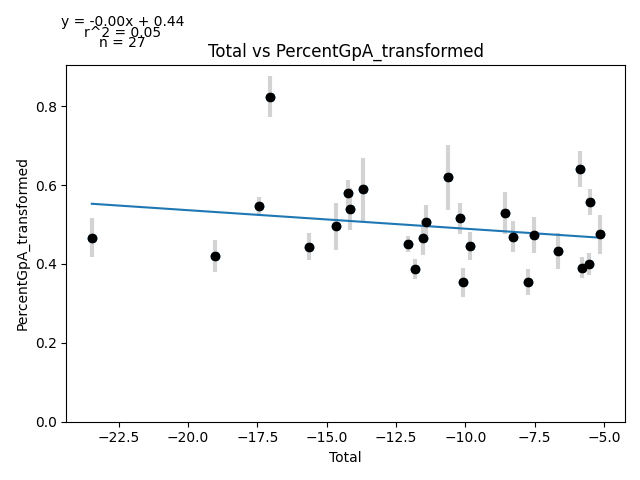 y = -0.00x + 0.44
r^2 = 0.05
n = 27
Total vs PercentGpA_transformed
PercentGpA_transformed
0.8
0.6
0.4
0.2
0.0
−22.5 −20.0 −17.5 −15.0 −12.5 −10.0 −7.5 −5.0
Total